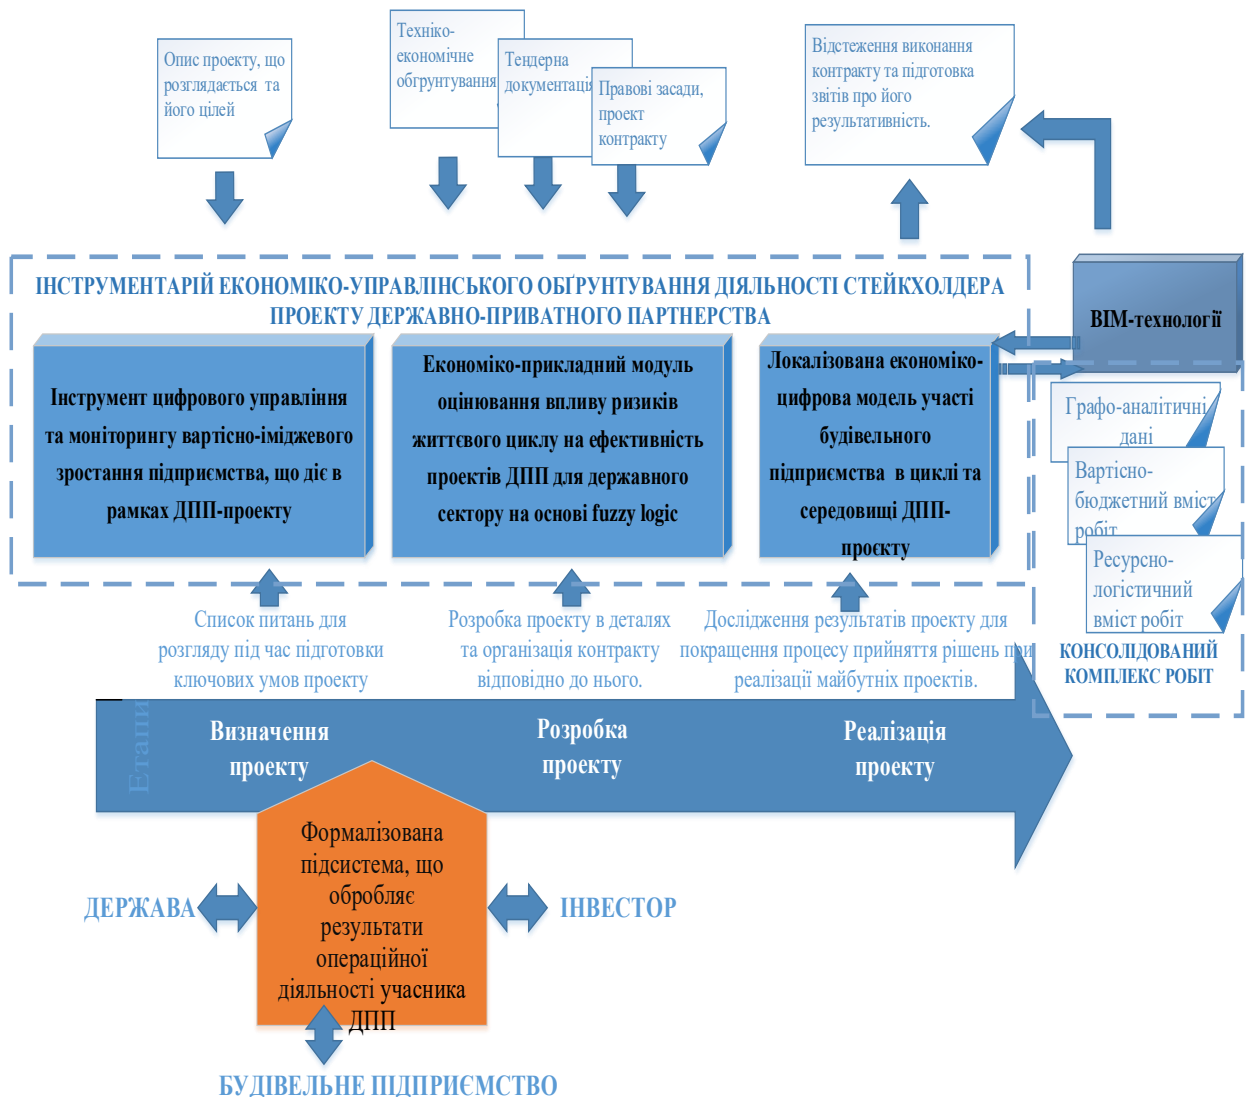 Опис проекту, що
розглядається та
його цілей
Техніко-
економічне
обґрунтування
Тендерна
документація
Правові засади,
проект
контракту
Відстеження виконання
контракту та підготовка
звітів про його
результативність.
ІНСТРУМЕНТАРІЙ ЕКОНОМІКО-УПРАВЛІНСЬКОГО ОБҐРУНТУВАННЯ ДІЯЛЬНОСТІ СТЕЙКХОЛДЕРА
ПРОЕКТУ ДЕРЖАВНО-ПРИВАТНОГО ПАРТНЕРСТВА
Інструмент цифрового управління
та моніторингу вартісно-іміджевого
зростання підприємства, що діє в
рамках ДПП-проекту
Економіко-прикладний модуль
оцінювання впливу ризиків
життєвого циклу на ефективність
проектів ДПП для державного
сектору на основі fuzzy logic
Локалізована економіко-
цифрова модель участі
будівельного
підприємства в циклі та
середовищі ДПП-
проєкту
BIM-технології
Графо-аналітичні
дані
Вартісно-
бюджетний вміст
робіт
Ресурсно-
логістичний
вміст робіт
КОНСОЛІДОВАНИЙ
КОМПЛЕКС РОБІТ
Список питань для
розгляду під час підготовки
ключових умов проекту
Розробка проекту в деталях
та організація контракту
відповідно до нього.
Дослідження результатів проекту для
покращення процесу прийняття рішень при
реалізації майбутніх проектів.
Етапи
Визначення
проекту
Розробка
проекту
Реалізація
проекту
Формалізована
підсистема, що
обробляє
результати
операційної
діяльності учасника
ДПП
ДЕРЖАВА
ІНВЕСТОР
БУДІВЕЛЬНЕ ПІДПРИЄМСТВО